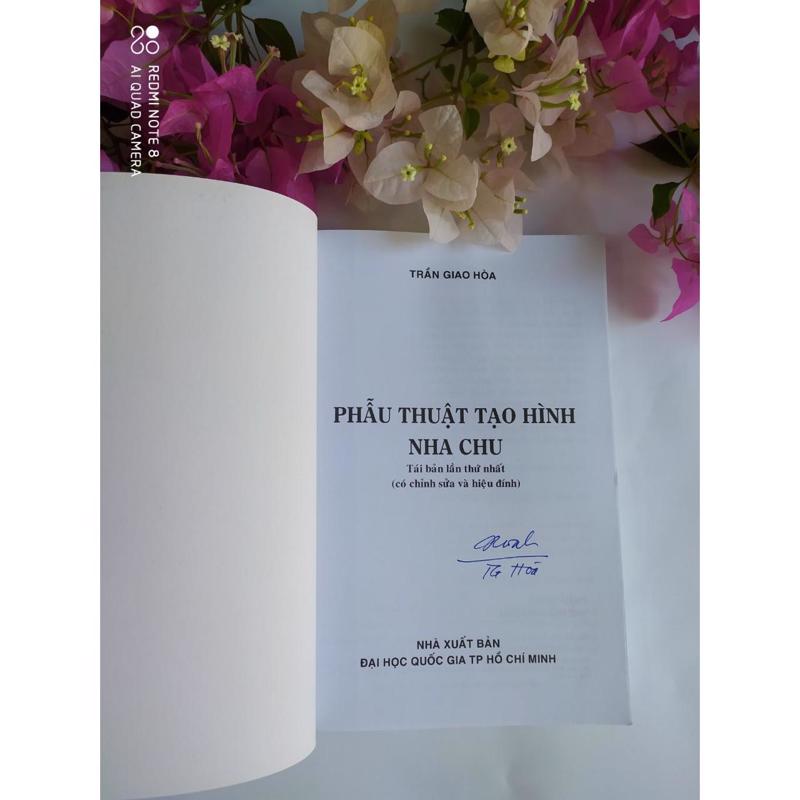 REDMI NOTE 8
AI QUAD CAMERA
TRẦN GIAO HÒA
PHẪU THUẬT TẠO HÌNH
NHA CHU
Tái bản lần thứ nhất
(có chỉnh sửa và hiệu đính)
TG Hòa
NHÀ XUẤT BẢN
ĐẠI HỌC QUỐC GIA TP HỒ CHÍ MINH